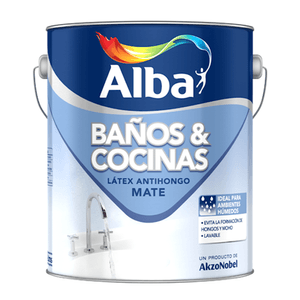 Alba
BAÑOS &
COCINAS
LÁTEX ANTIHONGO
MATE
IDEAL PARA
AMBIENTES
HÚMEDOS
• EVITA LA FORMACIÓN DE
HONGOS Y MOHO
• LAVABLE
UN PRODUCTO DE
AkzoNobel